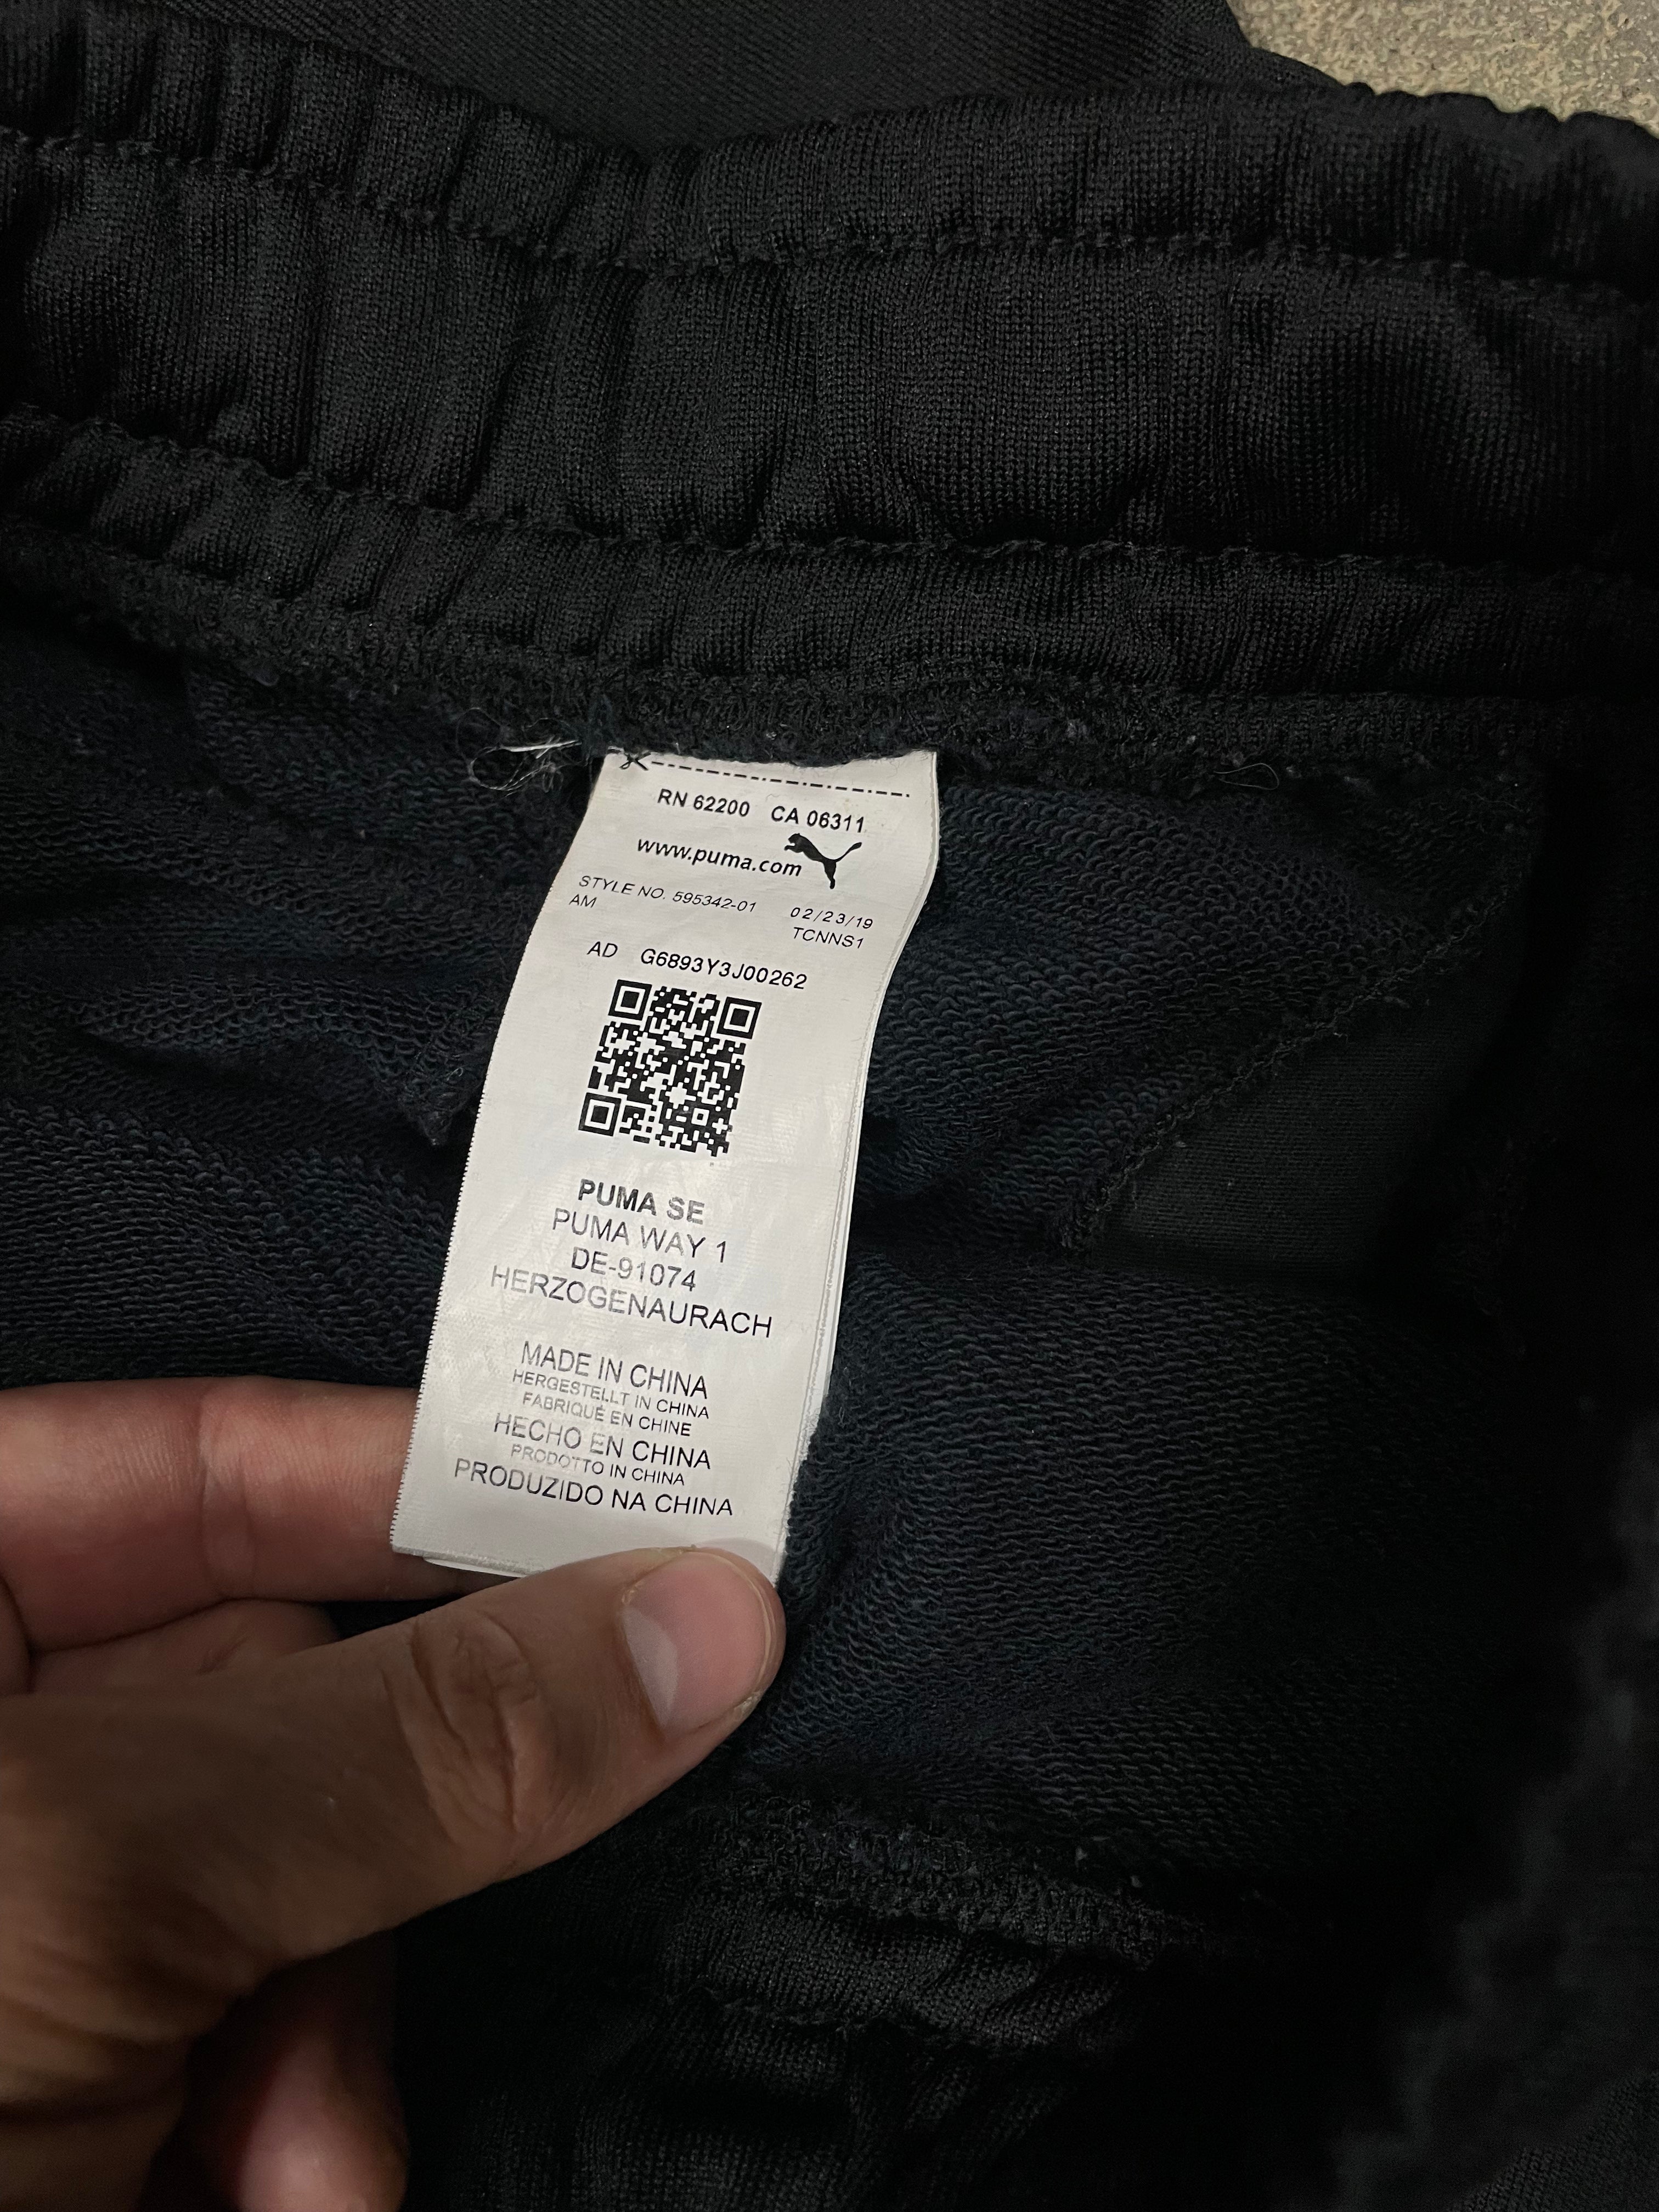 RN 62200 CA 06311
www.puma.com
STYLE NO. 595342-01 02/23/19
AM TCNNS1
AD G6893Y3J00262
PUMA SE
PUMA WAY 1
DE-91074
HERZOGENAURACH
MADE IN CHINA
HERGESTELLT IN CHINA
FABRIQUÉ EN CHINE
HECHO EN CHINA
PRODOTTO IN CHINA
PRODUZIDO NA CHINA